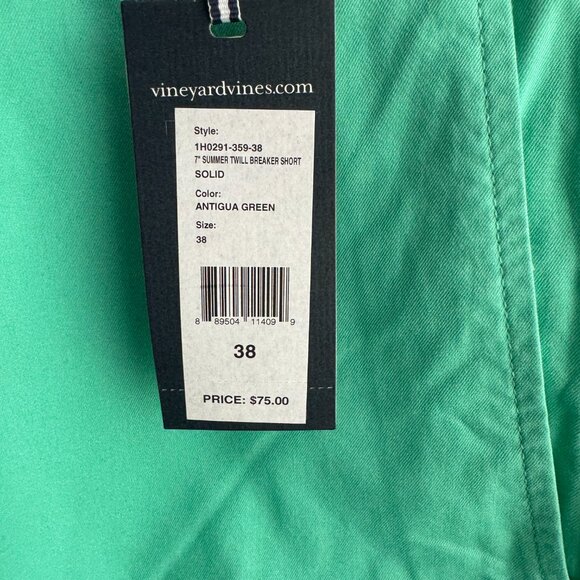 vineyardvines.com
Style:
1H0291-359-38
7" SUMMER TWILL BREAKER SHORT
SOLID
Color:
ANTIGUA GREEN
Size:
38
8 89504 11409 9
38
PRICE: $75.00